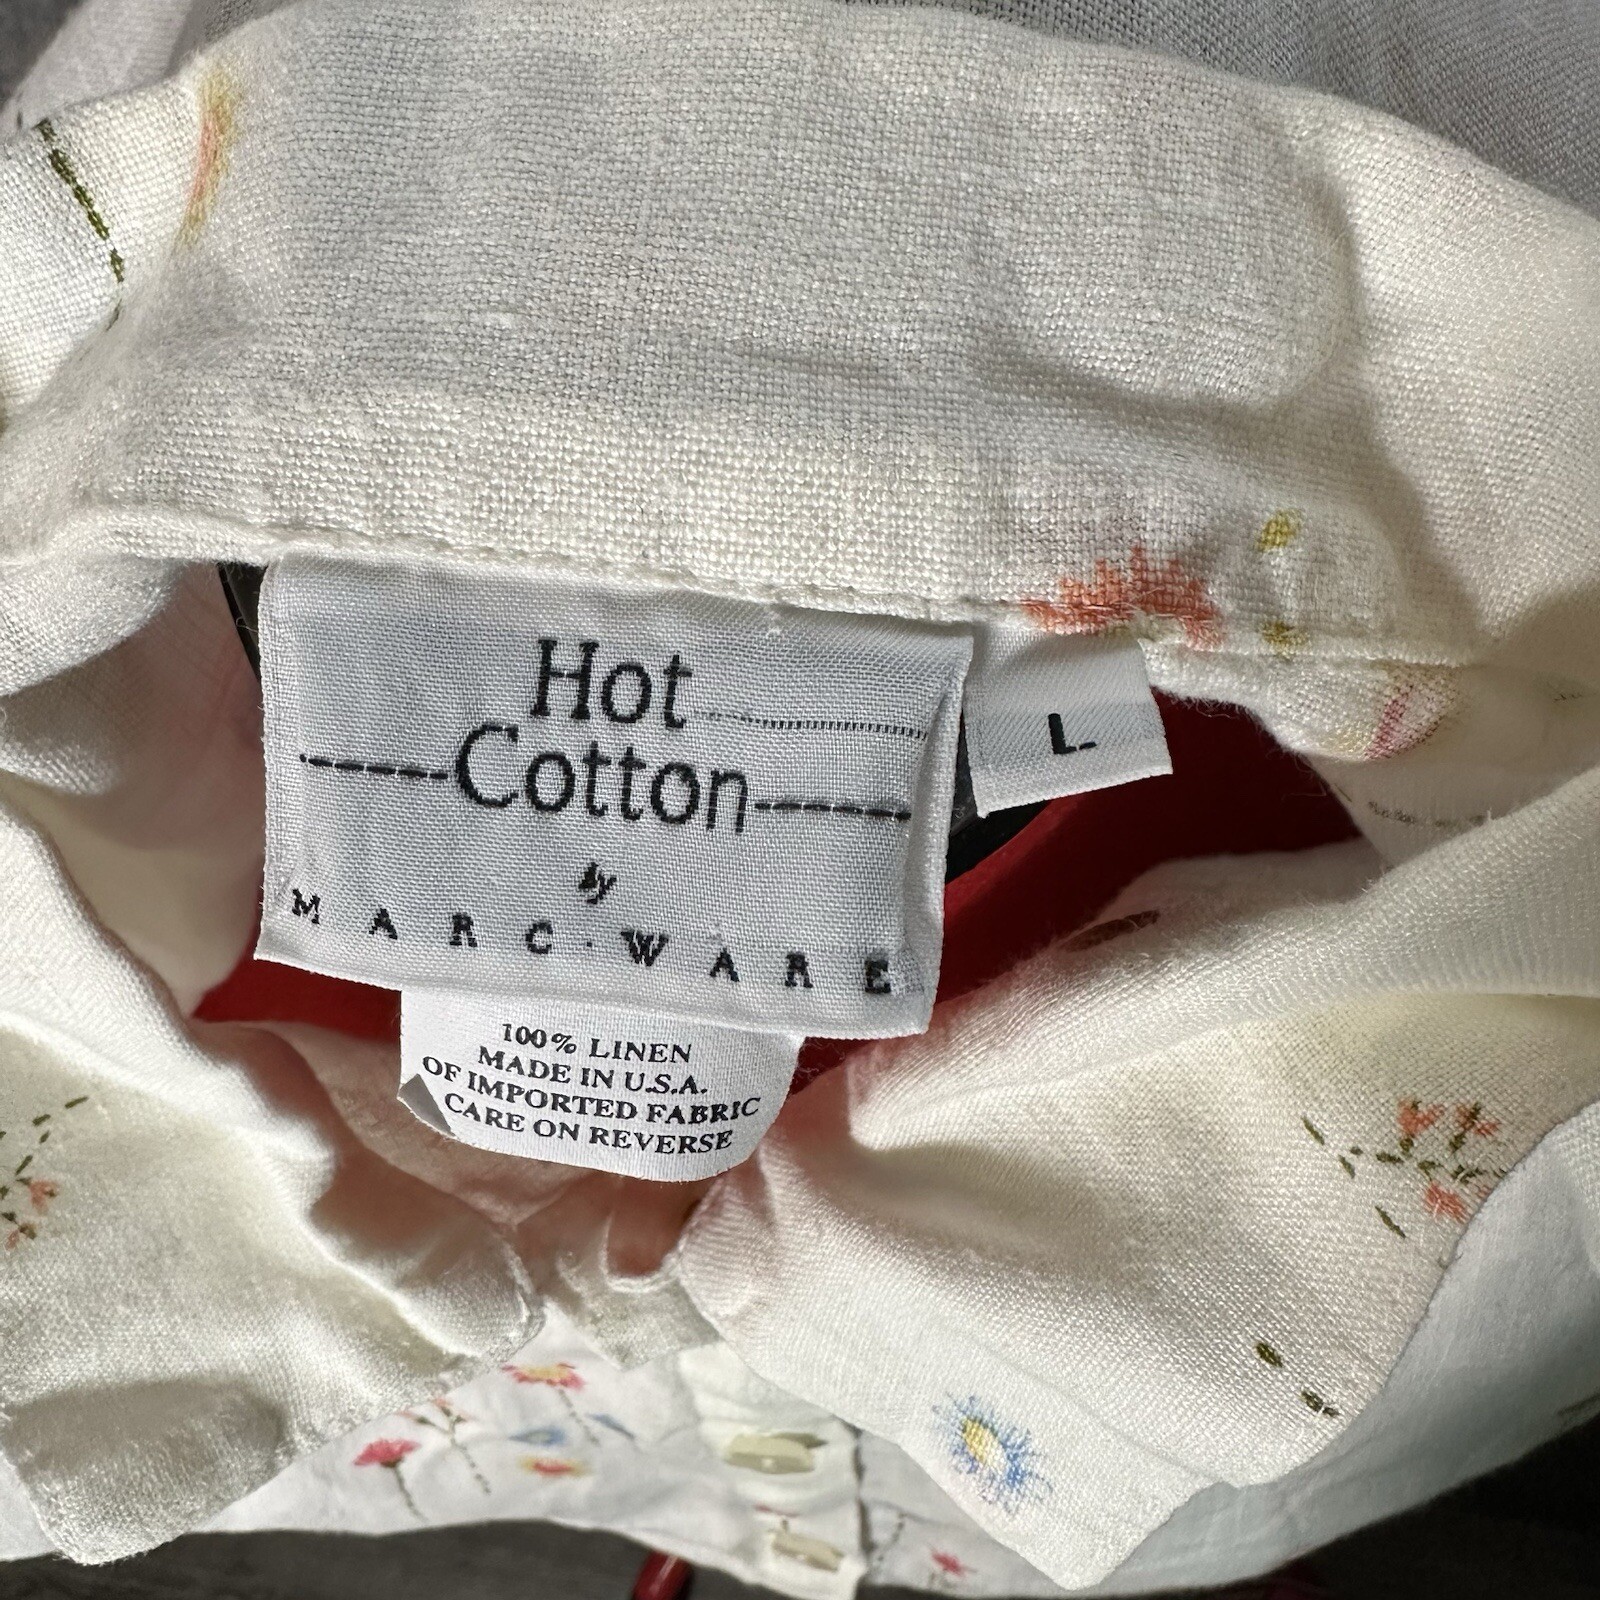 Hot
Cotton
by
MARC·WARE
L
100% LINEN
MADE IN U.S.A.
OF IMPORTED FABRIC
CARE ON REVERSE